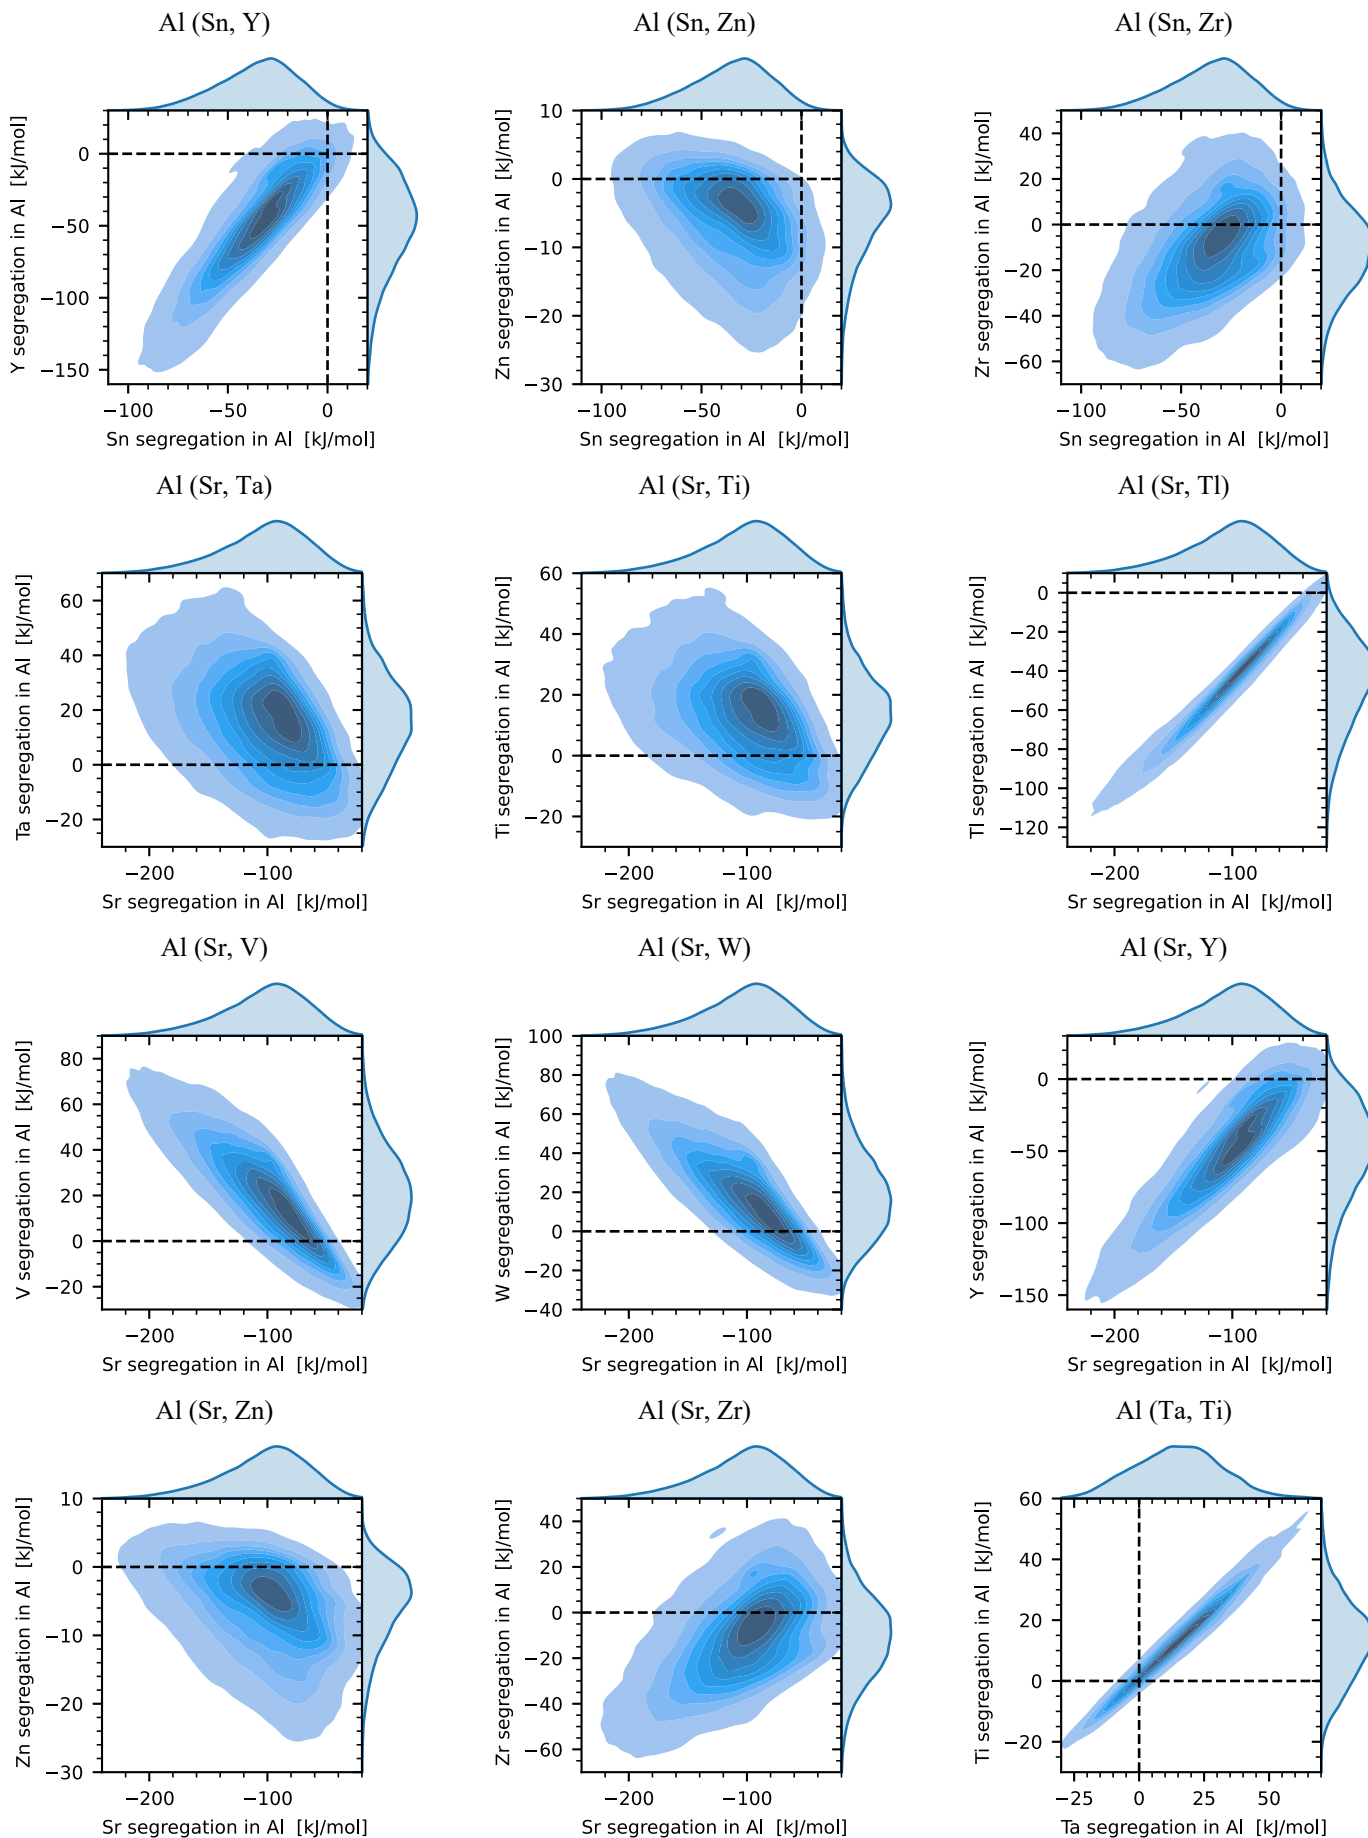 Al (Sn, Y)
Al (Sn, Zn)
Al (Sn, Zr)
Y segregation in Al [kJ/mol]
0
−50
−100
−150
−100
−50
0
Sn segregation in Al [kJ/mol]
Zn segregation in Al [kJ/mol]
10
0
−10
−20
−30
−100
−50
0
Sn segregation in Al [kJ/mol]
Zr segregation in Al [kJ/mol]
40
20
0
−20
−40
−60
−100
−50
0
Sn segregation in Al [kJ/mol]
Al (Sr, Ta)
Al (Sr, Ti)
Al (Sr, Tl)
Ta segregation in Al [kJ/mol]
60
40
20
0
−20
−200
−100
Sr segregation in Al [kJ/mol]
Ti segregation in Al [kJ/mol]
60
40
20
0
−20
−200
−100
Sr segregation in Al [kJ/mol]
Tl segregation in Al [kJ/mol]
0
−20
−40
−60
−80
−100
−120
−200
−100
Sr segregation in Al [kJ/mol]
Al (Sr, V)
Al (Sr, W)
Al (Sr, Y)
V segregation in Al [kJ/mol]
80
60
40
20
0
−20
−200
−100
Sr segregation in Al [kJ/mol]
W segregation in Al [kJ/mol]
100
80
60
40
20
0
−20
−40
−200
−100
Sr segregation in Al [kJ/mol]
Y segregation in Al [kJ/mol]
0
−50
−100
−150
−200
−100
Sr segregation in Al [kJ/mol]
Al (Sr, Zn)
Al (Sr, Zr)
Al (Ta, Ti)
Zn segregation in Al [kJ/mol]
10
0
−10
−20
−30
−200
−100
Sr segregation in Al [kJ/mol]
Zr segregation in Al [kJ/mol]
40
20
0
−20
−40
−60
−200
−100
Sr segregation in Al [kJ/mol]
Ti segregation in Al [kJ/mol]
60
40
20
0
−20
−25
0
25
50
Ta segregation in Al [kJ/mol]